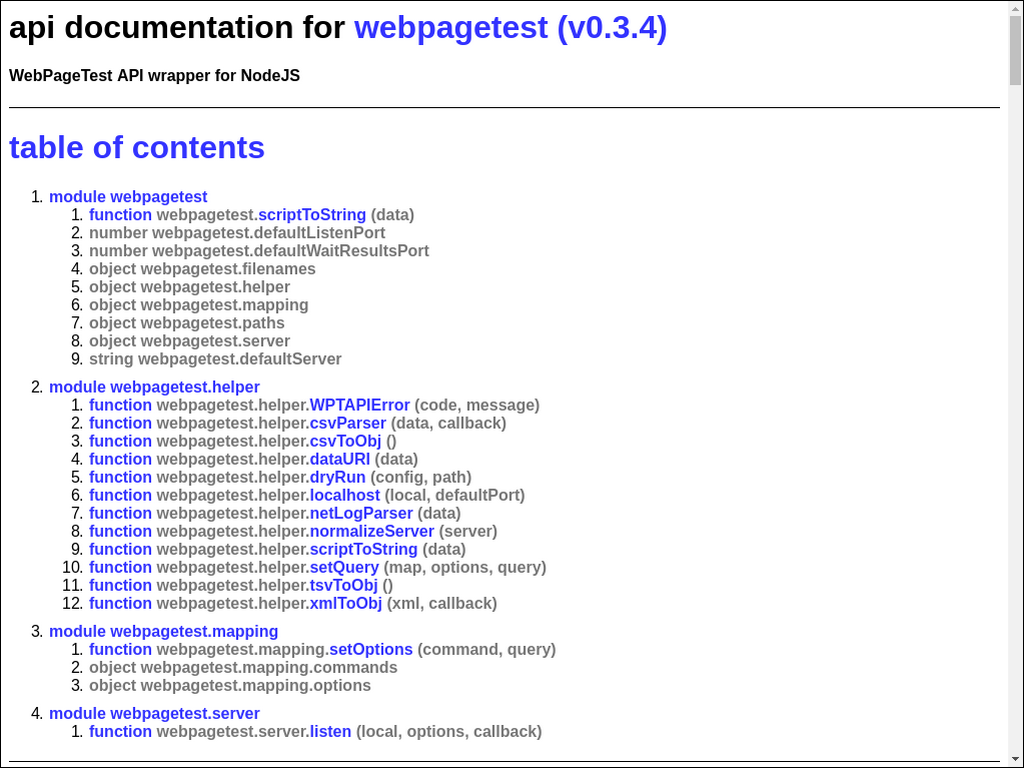 api documentation for webpagetest (v0.3.4)
WebPageTest API wrapper for NodeJS
table of contents
1. module webpagetest
1. function webpagetest.scriptToString (data)
2. number webpagetest.defaultListenPort
3. number webpagetest.defaultWaitResultsPort
4. object webpagetest.filenames
5. object webpagetest.helper
6. object webpagetest.mapping
7. object webpagetest.paths
8. object webpagetest.server
9. string webpagetest.defaultServer
2. module webpagetest.helper
1. function webpagetest.helper.WPTAPIError (code, message)
2. function webpagetest.helper.csvParser (data, callback)
3. function webpagetest.helper.csvToObj ()
4. function webpagetest.helper.dataURI (data)
5. function webpagetest.helper.dryRun (config, path)
6. function webpagetest.helper.localhost (local, defaultPort)
7. function webpagetest.helper.netLogParser (data)
8. function webpagetest.helper.normalizeServer (server)
9. function webpagetest.helper.scriptToString (data)
10. function webpagetest.helper.setQuery (map, options, query)
11. function webpagetest.helper.tsvToObj ()
12. function webpagetest.helper.xmlToObj (xml, callback)
3. module webpagetest.mapping
1. function webpagetest.mapping.setOptions (command, query)
2. object webpagetest.mapping.commands
3. object webpagetest.mapping.options
4. module webpagetest.server
1. function webpagetest.server.listen (local, options, callback)